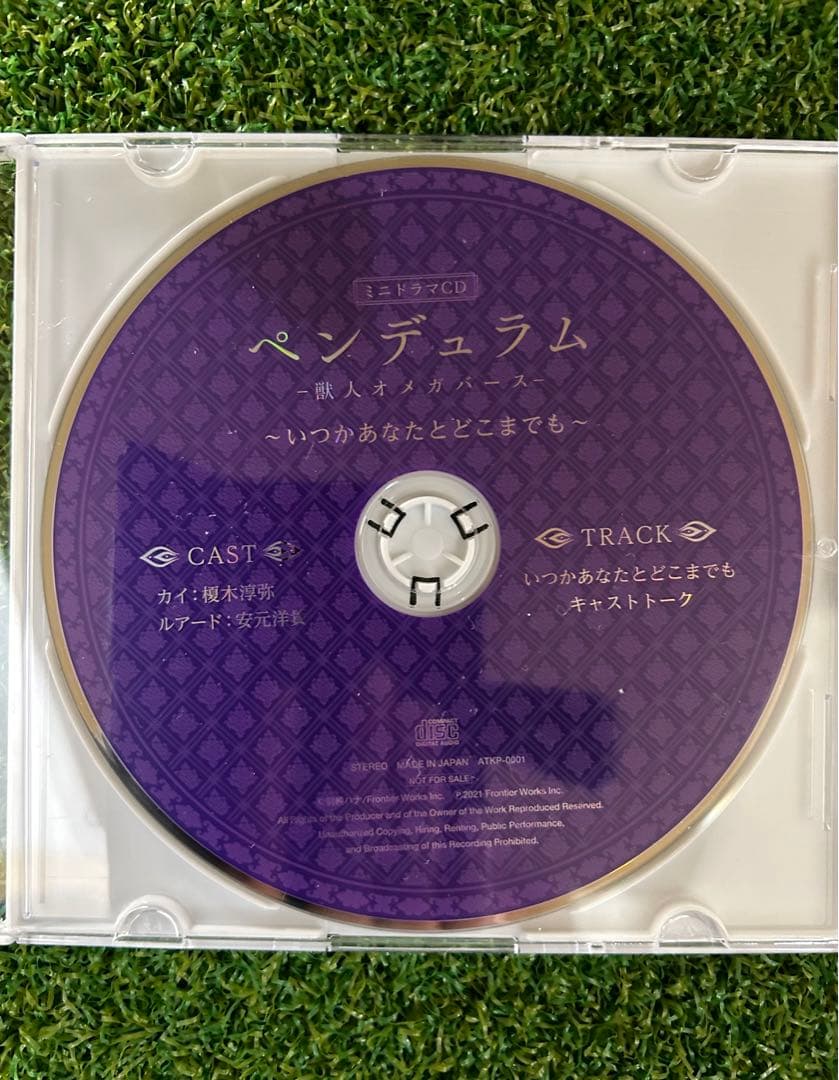 ミニドラマCD
ペンデュラム
-獣人オメガバース-
~いつかあなたとどこまでも~
CAST
カイ:榎木淳弥
ルアード:安元洋貴
TRACK
いつかあなたとどこまでも
キャストトーク
COMPACT
disc
DIGITAL AUDIO
STEREO MADE IN JAPAN ATKP-0001
-NOT FOR SALE-
ハナ/Frontier Works Inc. ℗2021 Frontier Works Inc.
All Rights of the Producer and of the Owner of the Work Reproduced Reserved.
Unauthorized Copying, Hiring, Renting, Public Performance,
and Broadcasting of this Recording Prohibited.